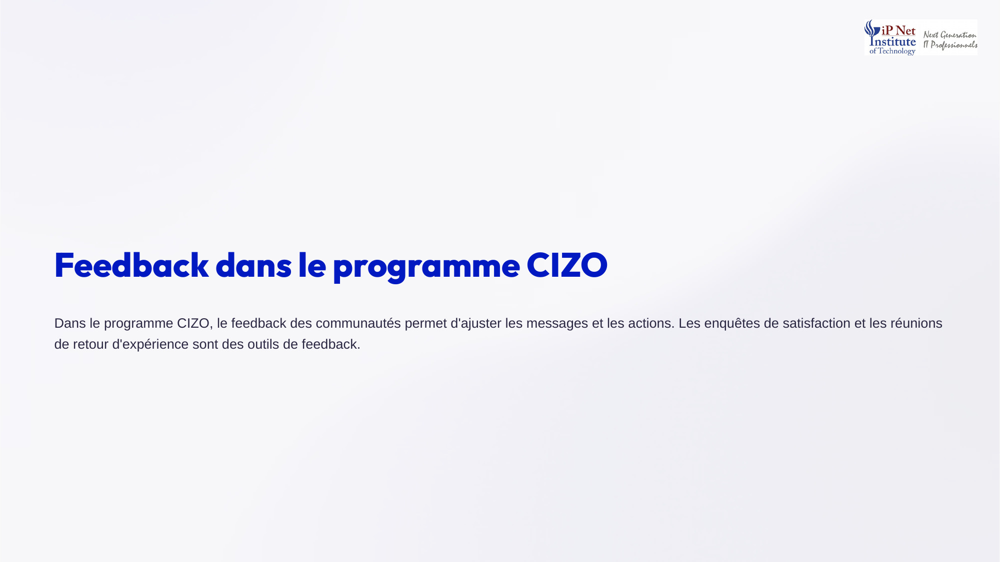 iP Net
Institute
of Technology
Next Generation
IT Professionnels
Feedback dans le programme CIZO
Dans le programme CIZO, le feedback des communautés permet d'ajuster les messages et les actions. Les enquêtes de satisfaction et les réunions
de retour d'expérience sont des outils de feedback.